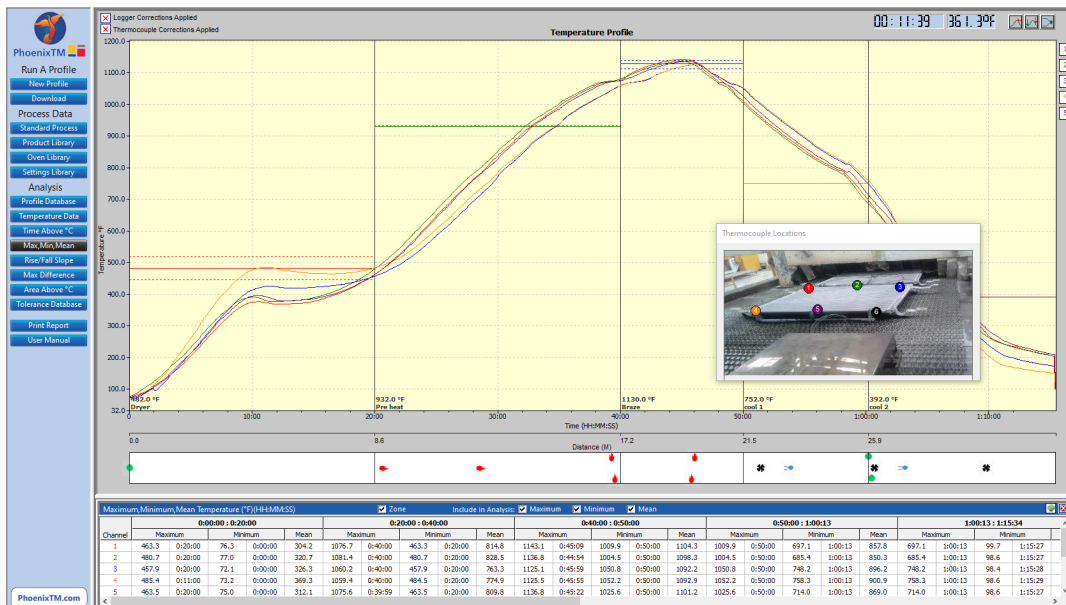 PhoenixTM
Run A Profile
New Profile
Download
Process Data
Standard Process
Product Library
Oven Library
Settings Library
Analysis
Profile Database
Temperature Data
Time Above °C
Max,Min,Mean
Rise/Fall Slope
Max Difference
Area Above °C
Tolerance Database
Print Report
User Manual
PhoenixTM.com
Logger Corrections Applied
Thermocouple Corrections Applied
Temperature Profile
00:11:39 361.3°F
1200.0
1100.0
1000.0
900.0
800.0
700.0
600.0
500.0
400.0
300.0
200.0
100.0
32.0
Temperature °F
1
2
3
4
5
Thermocouple Locations
1 2 3
4 5 6
482.0 °F 932.0 °F 1130.0 °F 752.0 °F 392.0 °F
Dryer Pre heat Braze cool 1 cool 2
0 10:00 20:00 30:00 40:00 50:00 1:00:00 1:10:00
Time (HH:MM:SS)
0.0 8.6 17.2 21.5 25.9
Distance (M)
Maximum,Minimum,Mean Temperature (°F)(HH:MM:SS) Zone Include in Analysis: Maximum Minimum Mean
0:00:00 : 0:20:00 0:20:00 : 0:40:00 0:40:00 : 0:50:00 0:50:00 : 1:00:13 1:00:13 : 1:15:34
Channel Maximum Minimum Mean Maximum Minimum Mean Maximum Minimum Mean Maximum Minimum Mean Maximum Minimum
1 463.3 0:20:00 76.3 0:00:00 304.2 1076.7 0:40:00 463.3 0:20:00 814.8 1143.1 0:45:09 1009.9 0:50:00 1104.3 1009.9 0:50:00 697.1 1:00:13 857.8 697.1 1:00:13 99.7 1:15:27
2 480.7 0:20:00 77.0 0:00:00 320.7 1081.4 0:40:00 480.7 0:20:00 828.5 1136.8 0:44:54 1004.5 0:50:00 1098.3 1004.5 0:50:00 685.4 1:00:13 850.3 685.4 1:00:13 98.6 1:15:27
3 457.9 0:20:00 72.1 0:00:00 326.3 1060.2 0:40:00 457.9 0:20:00 763.3 1125.1 0:45:59 1050.8 0:50:00 1092.2 1050.8 0:50:00 748.2 1:00:13 896.2 748.2 1:00:13 98.4 1:15:28
4 485.4 0:11:00 73.2 0:00:00 369.3 1059.4 0:40:00 484.5 0:20:00 774.9 1125.5 0:45:55 1052.2 0:50:00 1092.9 1052.2 0:50:00 758.3 1:00:13 900.9 758.3 1:00:13 98.6 1:15:29
5 463.5 0:20:00 75.0 0:00:00 312.1 1075.6 0:39:59 463.5 0:20:00 809.8 1136.8 0:45:22 1025.6 0:50:00 1101.2 1025.6 0:50:00 714.0 1:00:13 869.0 714.0 1:00:13 98.6 1:15:27